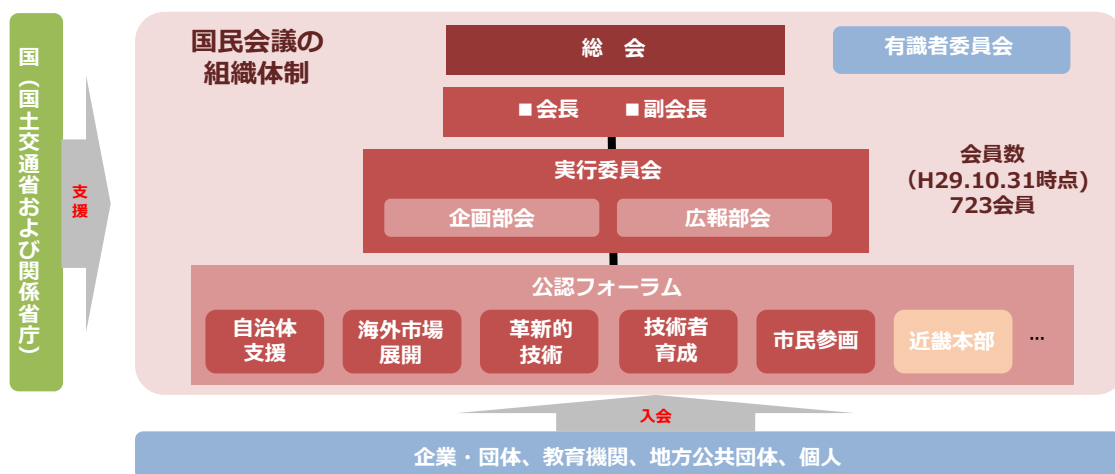 国民会議の
組織体制
総　会
有識者委員会
■会長　■副会長
実行委員会
企画部会
広報部会
会員数
（H29.10.31時点)
723会員
公認フォーラム
自治体
支援
海外市場
展開
革新的
技術
技術者
育成
市民参画
近畿本部
…
国（国土交通省および関係省庁）
支援
入会
企業・団体、教育機関、地方公共団体、個人